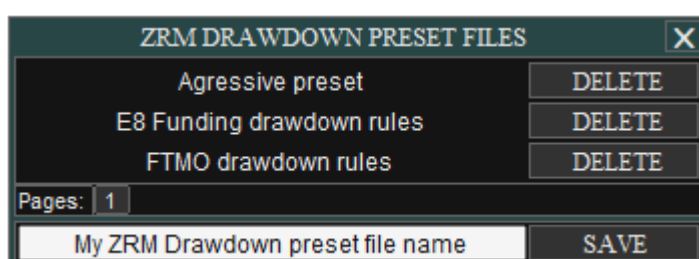 ZRM DRAWDOWN PRESET FILES X
Agressive preset DELETE
E8 Funding drawdown rules DELETE
FTMO drawdown rules DELETE
Pages: 1
My ZRM Drawdown preset file name SAVE